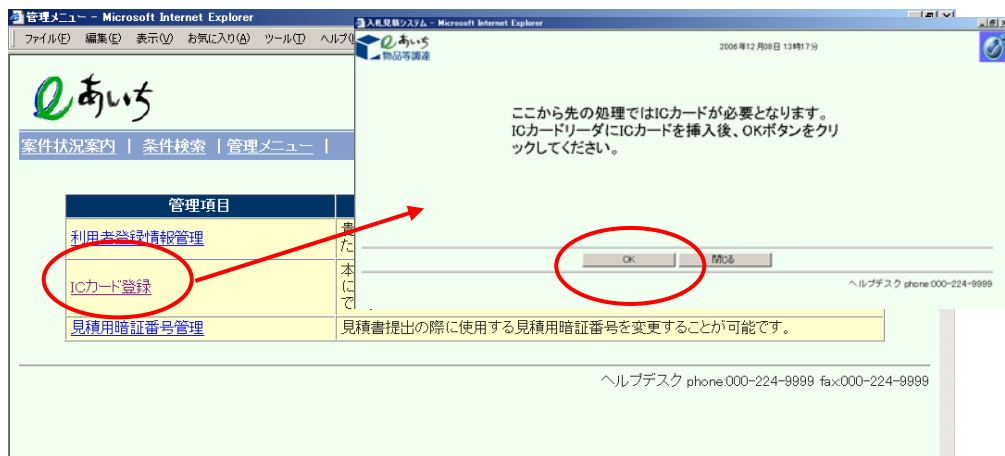 管理メニュー - Microsoft Internet Explorer
ファイル(F) 編集(E) 表示(V) お気に入り(A) ツール(T) ヘルプ(
あいち
案件状況案内 | 条件検索 | 管理メニュー |
管理項目
利用者登録情報管理
貴
た
ICカード登録
本
に
で
見積用暗証番号管理
見積書提出の際に使用する見積用暗証番号を変更することが可能です。
ヘルプデスク phone:000-224-9999 fax:000-224-9999
入札見積システム - Microsoft Internet Explorer
あいち
物品等調達
2006年12月08日 13時17分
ここから先の処理ではICカードが必要となります。
ICカードリーダにICカードを挿入後、OKボタンをクリ
ックしてください。
OK
閉じる
ヘルプデスク phone:000-224-9999